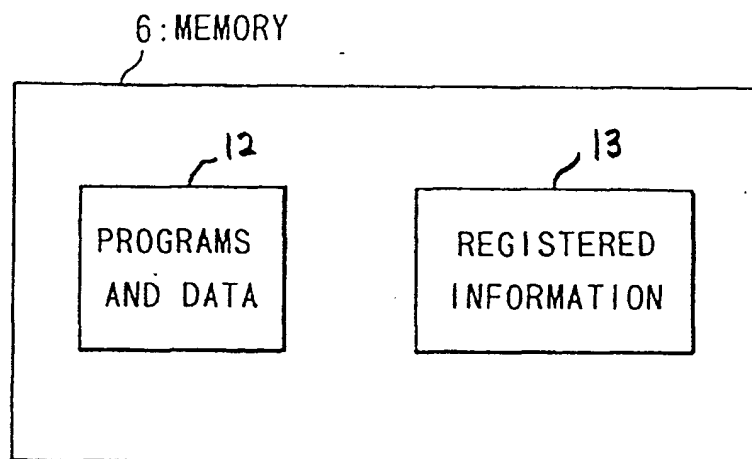 6:MEMORY
12
13
PROGRAMS
AND DATA
REGISTERED
INFORMATION